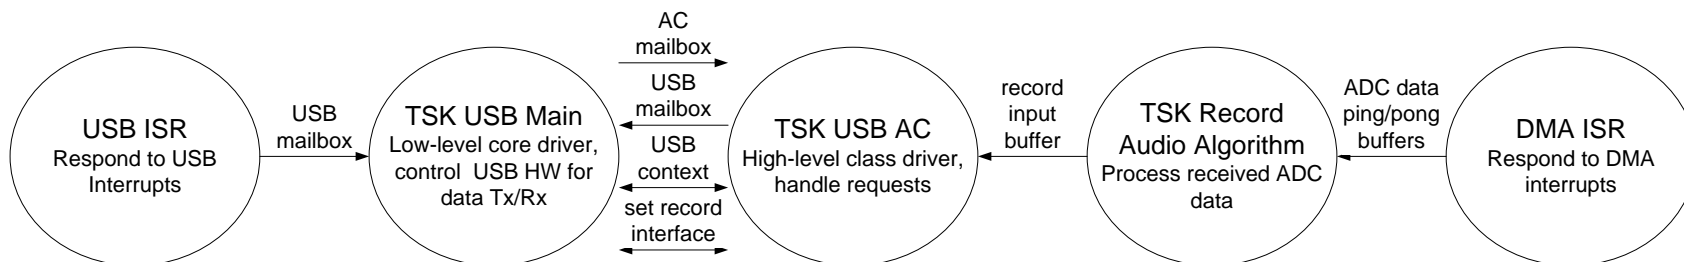 USB ISR
Respond to USB
Interrupts
USB
mailbox
TSK USB Main
Low-level core driver,
control  USB HW for
data Tx/Rx
AC
mailbox
USB
mailbox
USB
context
set record
interface
TSK USB AC
High-level class driver,
handle requests
record
input
buffer
TSK Record
Audio Algorithm
Process received ADC
data
ADC data
ping/pong
buffers
DMA ISR
Respond to DMA
interrupts